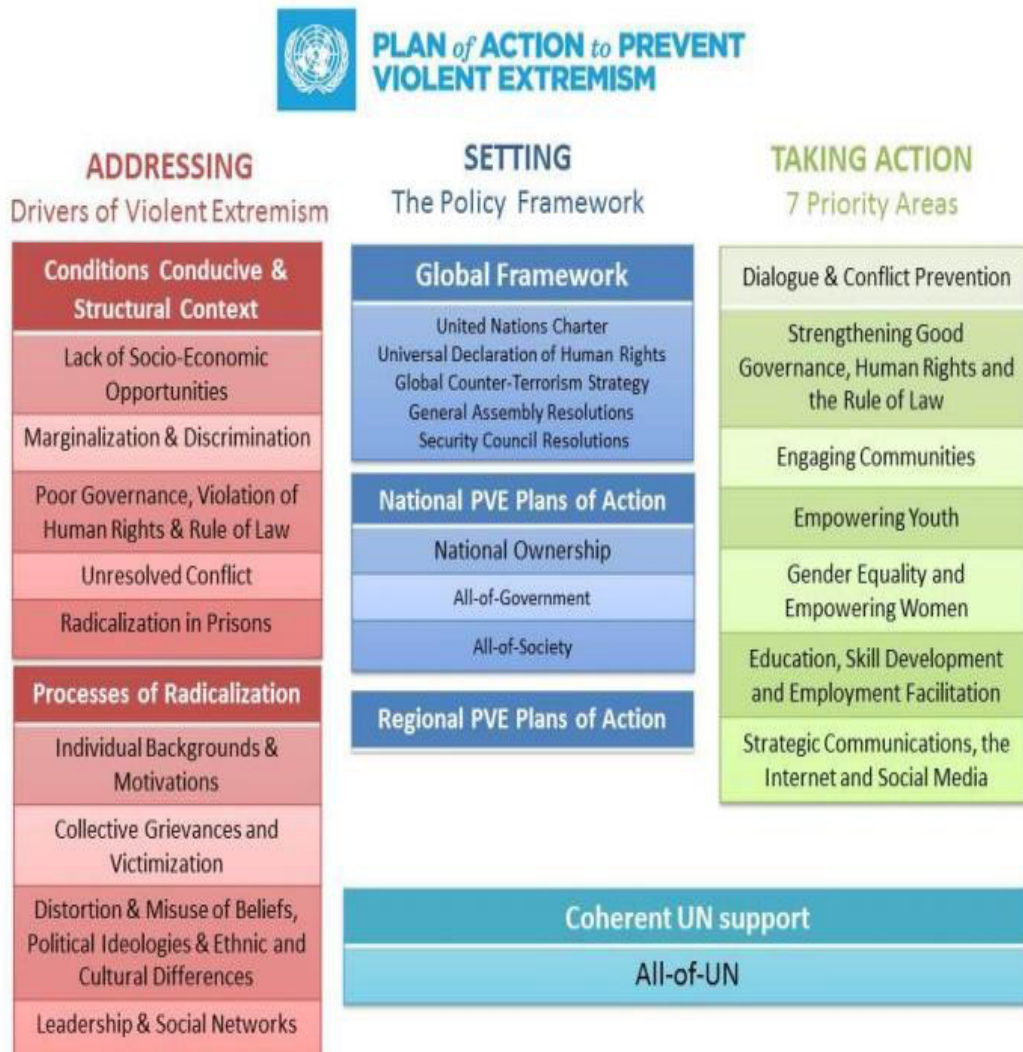 PLAN of ACTION to PREVENT
VIOLENT EXTREMISM
ADDRESSING
Drivers of Violent Extremism
Conditions Conducive &
Structural Context
Lack of Socio-Economic
Opportunities
Marginalization & Discrimination
Poor Governance, Violation of
Human Rights & Rule of Law
Unresolved Conflict
Radicalization in Prisons
Processes of Radicalization
Individual Backgrounds &
Motivations
Collective Grievances and
Victimization
Distortion & Misuse of Beliefs,
Political Ideologies & Ethnic and
Cultural Differences
Leadership & Social Networks
SETTING
The Policy Framework
Global Framework
United Nations Charter
Universal Declaration of Human Rights
Global Counter-Terrorism Strategy
General Assembly Resolutions
Security Council Resolutions
National PVE Plans of Action
National Ownership
All-of-Government
All-of-Society
Regional PVE Plans of Action
TAKING ACTION
7 Priority Areas
Dialogue & Conflict Prevention
Strengthening Good
Governance, Human Rights and
the Rule of Law
Engaging Communities
Empowering Youth
Gender Equality and
Empowering Women
Education, Skill Development
and Employment Facilitation
Strategic Communications, the
Internet and Social Media
Coherent UN support
All-of-UN